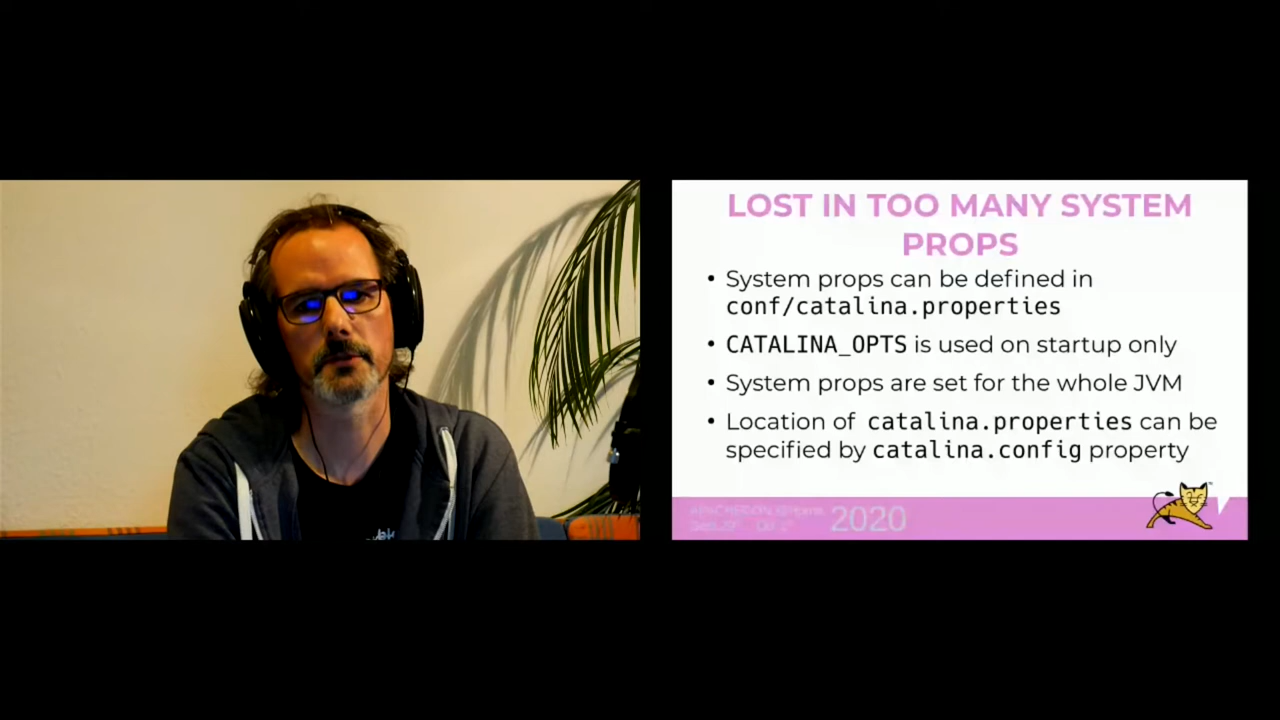 LOST IN TOO MANY SYSTEM
PROPS
• System props can be defined in
conf/catalina.properties
• CATALINA_OPTS is used on startup only
• System props are set for the whole JVM
• Location of catalina.properties can be
specified by catalina.config property
2020